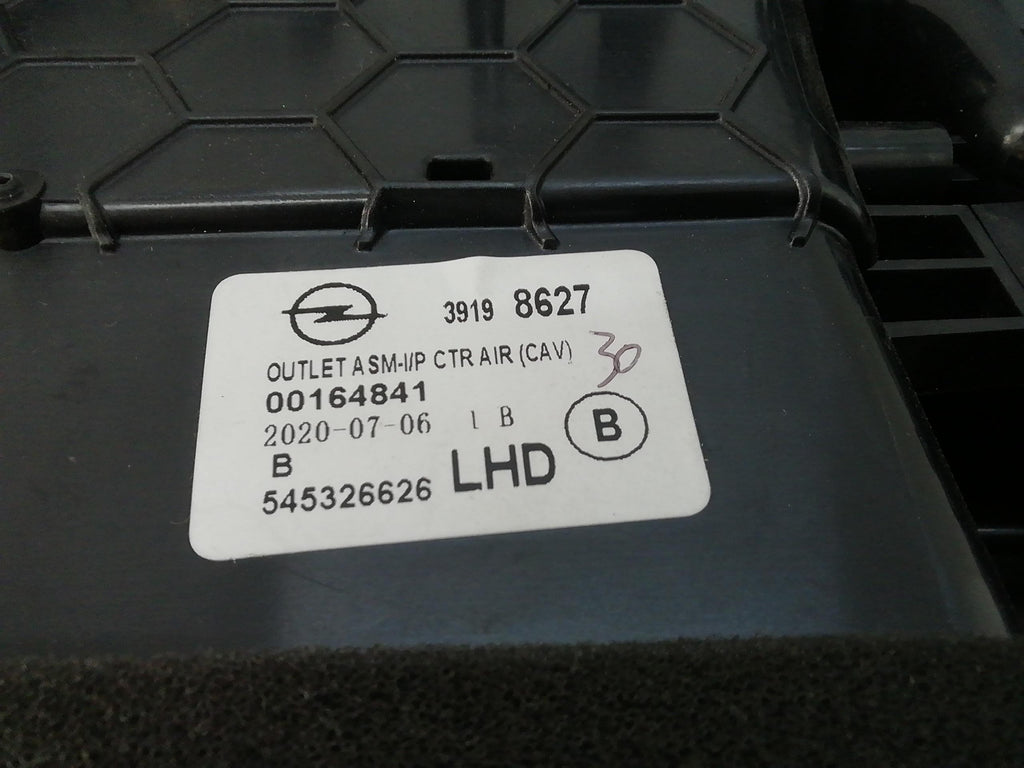 3919 8627
OUTLET ASM-I/P CTR AIR (CAV)
30
00164841
2020-07-06 1 B
B
B
545326626 LHD